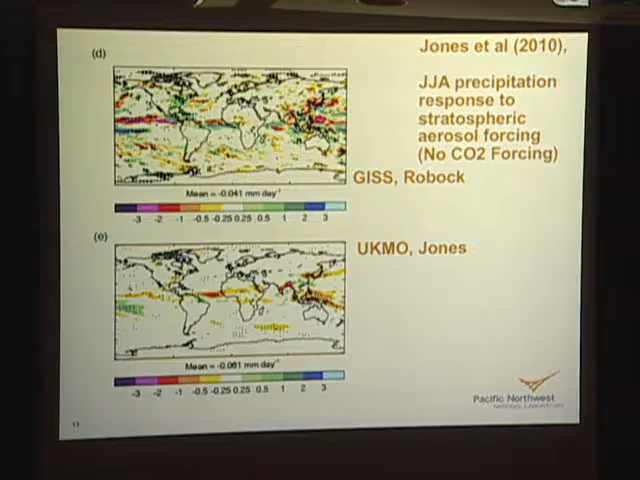 (d)
Jones et al (2010),
JJA precipitation
response to
stratospheric
aerosol forcing
(No CO2 Forcing)
GISS, Robock
Mean = -0.041 mm day⁻¹
-3 -2 -1 -0.5 -0.25 0.25 0.5 1 2 3
(e)
UKMO, Jones
Mean = -0.061 mm day⁻¹
-3 -2 -1 -0.5 -0.25 0.25 0.5 1 2 3
Pacific Northwest
NATIONAL LABORATORY
13